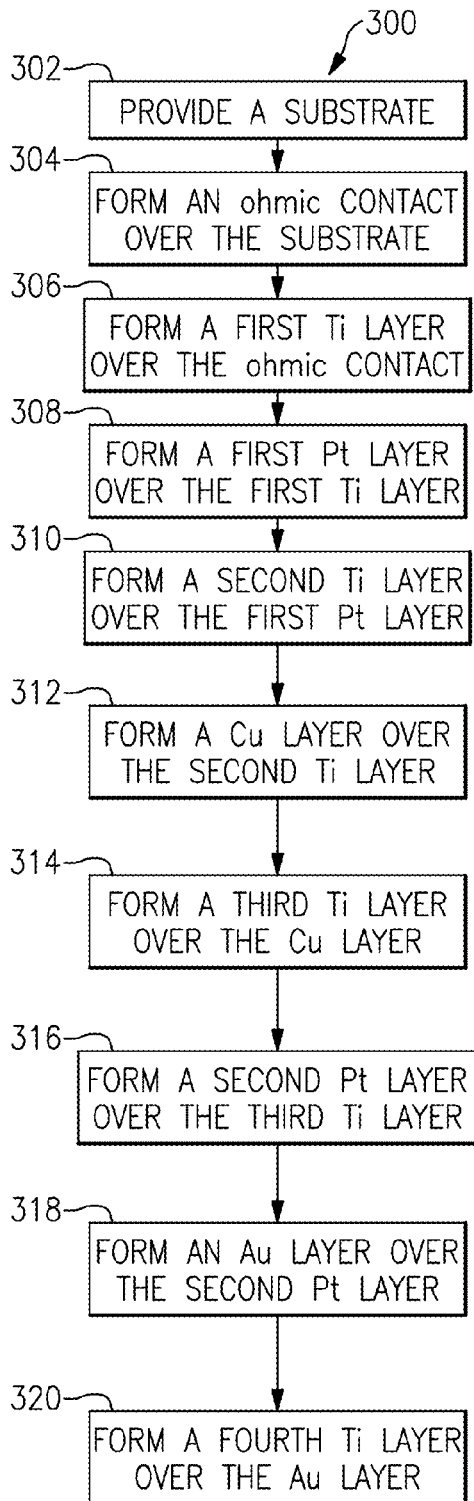 300
302
PROVIDE A SUBSTRATE
304
FORM AN ohmic CONTACT
OVER THE SUBSTRATE
306
FORM A FIRST Ti LAYER
OVER THE ohmic CONTACT
308
FORM A FIRST Pt LAYER
OVER THE FIRST Ti LAYER
310
FORM A SECOND Ti LAYER
OVER THE FIRST Pt LAYER
312
FORM A Cu LAYER OVER
THE SECOND Ti LAYER
314
FORM A THIRD Ti LAYER
OVER THE Cu LAYER
316
FORM A SECOND Pt LAYER
OVER THE THIRD Ti LAYER
318
FORM AN Au LAYER OVER
THE SECOND Pt LAYER
320
FORM A FOURTH Ti LAYER
OVER THE Au LAYER